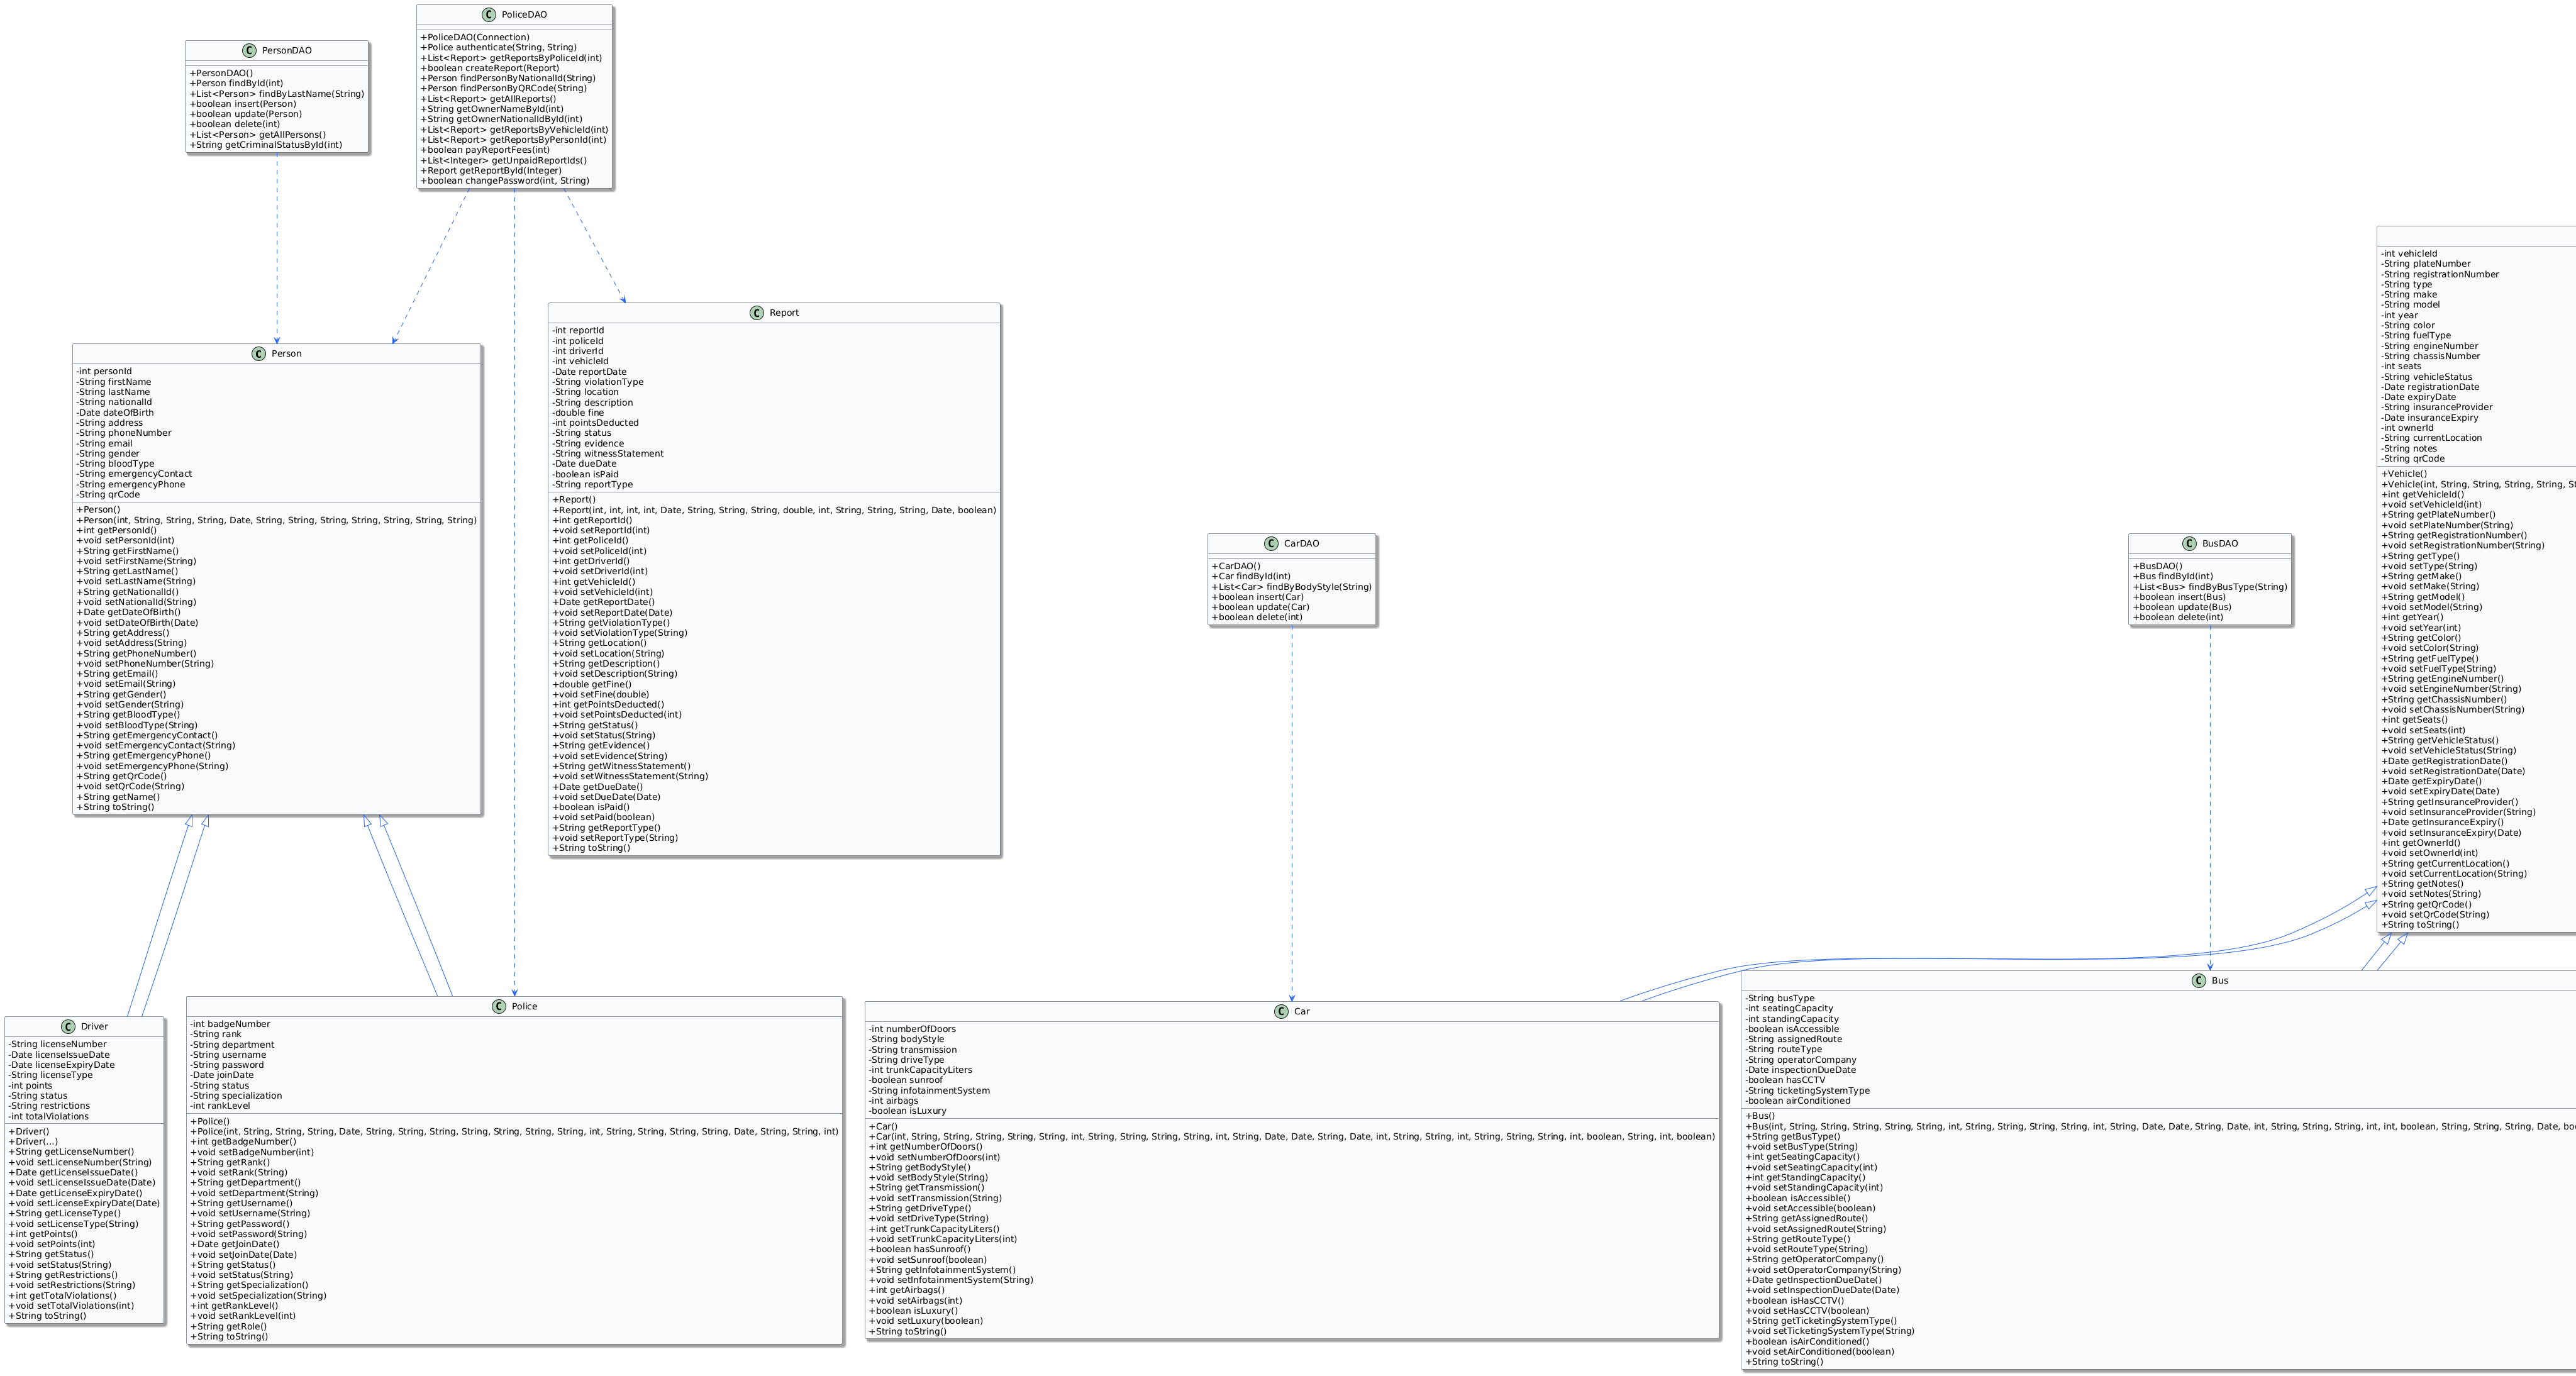 PersonDAO
+PersonDAO()
+Person findById(int)
+List<Person> findByLastName(String)
+boolean insert(Person)
+boolean update(Person)
+boolean delete(int)
+List<Person> getAllPersons()
+String getCriminalStatusById(int)
PoliceDAO
+PoliceDAO(Connection)
+Police authenticate(String, String)
+List<Report> getReportsByPoliceId(int)
+boolean createReport(Report)
+Person findPersonByNationalId(String)
+Person findPersonByQRCode(String)
+List<Report> getAllReports()
+String getOwnerNameById(int)
+String getOwnerNationalIdById(int)
+List<Report> getReportsByVehicleId(int)
+List<Report> getReportsByPersonId(int)
+boolean payReportFees(int)
+List<Integer> getUnpaidReportIds()
+Report getReportById(Integer)
+boolean changePassword(int, String)
Person
-int personId
-String firstName
-String lastName
-String nationalId
-Date dateOfBirth
-String address
-String phoneNumber
-String email
-String gender
-String bloodType
-String emergencyContact
-String emergencyPhone
-String qrCode
+Person()
+Person(int, String, String, String, Date, String, String, String, String, String, String, String)
+int getPersonId()
+void setPersonId(int)
+String getFirstName()
+void setFirstName(String)
+String getLastName()
+void setLastName(String)
+String getNationalId()
+void setNationalId(String)
+Date getDateOfBirth()
+void setDateOfBirth(Date)
+String getAddress()
+void setAddress(String)
+String getPhoneNumber()
+void setPhoneNumber(String)
+String getEmail()
+void setEmail(String)
+String getGender()
+void setGender(String)
+String getBloodType()
+void setBloodType(String)
+String getEmergencyContact()
+void setEmergencyContact(String)
+String getEmergencyPhone()
+void setEmergencyPhone(String)
+String getQrCode()
+void setQrCode(String)
+String getName()
+String toString()
Report
-int reportId
-int policeId
-int driverId
-int vehicleId
-Date reportDate
-String violationType
-String location
-String description
-double fine
-int pointsDeducted
-String status
-String evidence
-String witnessStatement
-Date dueDate
-boolean isPaid
-String reportType
+Report()
+Report(int, int, int, int, Date, String, String, String, double, int, String, String, String, Date, boolean)
+int getReportId()
+void setReportId(int)
+int getPoliceId()
+void setPoliceId(int)
+int getDriverId()
+void setDriverId(int)
+int getVehicleId()
+void setVehicleId(int)
+Date getReportDate()
+void setReportDate(Date)
+String getViolationType()
+void setViolationType(String)
+String getLocation()
+void setLocation(String)
+String getDescription()
+void setDescription(String)
+double getFine()
+void setFine(double)
+int getPointsDeducted()
+void setPointsDeducted(int)
+String getStatus()
+void setStatus(String)
+String getEvidence()
+void setEvidence(String)
+String getWitnessStatement()
+void setWitnessStatement(String)
+Date getDueDate()
+void setDueDate(Date)
+boolean isPaid()
+void setPaid(boolean)
+String getReportType()
+void setReportType(String)
+String toString()
CarDAO
+CarDAO()
+Car findById(int)
+List<Car> findByBodyStyle(String)
+boolean insert(Car)
+boolean update(Car)
+boolean delete(int)
BusDAO
+BusDAO()
+Bus findById(int)
+List<Bus> findByBusType(String)
+boolean insert(Bus)
+boolean update(Bus)
+boolean delete(int)
-int vehicleId
-String plateNumber
-String registrationNumber
-String type
-String make
-String model
-int year
-String color
-String fuelType
-String engineNumber
-String chassisNumber
-int seats
-String vehicleStatus
-Date registrationDate
-Date expiryDate
-String insuranceProvider
-Date insuranceExpiry
-int ownerId
-String currentLocation
-String notes
-String qrCode
+Vehicle()
+Vehicle(int, String, String, String, String, St
+int getVehicleId()
+void setVehicleId(int)
+String getPlateNumber()
+void setPlateNumber(String)
+String getRegistrationNumber()
+void setRegistrationNumber(String)
+String getType()
+void setType(String)
+String getMake()
+void setMake(String)
+String getModel()
+void setModel(String)
+int getYear()
+void setYear(int)
+String getColor()
+void setColor(String)
+String getFuelType()
+void setFuelType(String)
+String getEngineNumber()
+void setEngineNumber(String)
+String getChassisNumber()
+void setChassisNumber(String)
+int getSeats()
+void setSeats(int)
+String getVehicleStatus()
+void setVehicleStatus(String)
+Date getRegistrationDate()
+void setRegistrationDate(Date)
+Date getExpiryDate()
+void setExpiryDate(Date)
+String getInsuranceProvider()
+void setInsuranceProvider(String)
+Date getInsuranceExpiry()
+void setInsuranceExpiry(Date)
+int getOwnerId()
+void setOwnerId(int)
+String getCurrentLocation()
+void setCurrentLocation(String)
+String getNotes()
+void setNotes(String)
+String getQrCode()
+void setQrCode(String)
+String toString()
Driver
-String licenseNumber
-Date licenseIssueDate
-Date licenseExpiryDate
-String licenseType
-int points
-String status
-String restrictions
-int totalViolations
+Driver()
+Driver(...)
+String getLicenseNumber()
+void setLicenseNumber(String)
+Date getLicenseIssueDate()
+void setLicenseIssueDate(Date)
+Date getLicenseExpiryDate()
+void setLicenseExpiryDate(Date)
+String getLicenseType()
+void setLicenseType(String)
+int getPoints()
+void setPoints(int)
+String getStatus()
+void setStatus(String)
+String getRestrictions()
+void setRestrictions(String)
+int getTotalViolations()
+void setTotalViolations(int)
+String toString()
Police
-int badgeNumber
-String rank
-String department
-String username
-String password
-Date joinDate
-String status
-String specialization
-int rankLevel
+Police()
+Police(int, String, String, String, Date, String, String, String, String, String, String, String, int, String, String, String, String, Date, String, String, int)
+int getBadgeNumber()
+void setBadgeNumber(int)
+String getRank()
+void setRank(String)
+String getDepartment()
+void setDepartment(String)
+String getUsername()
+void setUsername(String)
+String getPassword()
+void setPassword(String)
+Date getJoinDate()
+void setJoinDate(Date)
+String getStatus()
+void setStatus(String)
+String getSpecialization()
+void setSpecialization(String)
+int getRankLevel()
+void setRankLevel(int)
+String getRole()
+String toString()
Car
-int numberOfDoors
-String bodyStyle
-String transmission
-String driveType
-int trunkCapacityLiters
-boolean sunroof
-String infotainmentSystem
-int airbags
-boolean isLuxury
+Car()
+Car(int, String, String, String, String, String, int, String, String, String, String, int, String, Date, Date, String, Date, int, String, String, int, String, String, String, int, boolean, String, int, boolean)
+int getNumberOfDoors()
+void setNumberOfDoors(int)
+String getBodyStyle()
+void setBodyStyle(String)
+String getTransmission()
+void setTransmission(String)
+String getDriveType()
+void setDriveType(String)
+int getTrunkCapacityLiters()
+void setTrunkCapacityLiters(int)
+boolean hasSunroof()
+void setSunroof(boolean)
+String getInfotainmentSystem()
+void setInfotainmentSystem(String)
+int getAirbags()
+void setAirbags(int)
+boolean isLuxury()
+void setLuxury(boolean)
+String toString()
Bus
-String busType
-int seatingCapacity
-int standingCapacity
-boolean isAccessible
-String assignedRoute
-String routeType
-String operatorCompany
-Date inspectionDueDate
-boolean hasCCTV
-String ticketingSystemType
-boolean airConditioned
+Bus()
+Bus(int, String, String, String, String, String, int, String, String, String, String, int, String, Date, Date, String, Date, int, String, String, String, int, int, boolean, String, String, String, Date, boo
+String getBusType()
+void setBusType(String)
+int getSeatingCapacity()
+void setSeatingCapacity(int)
+int getStandingCapacity()
+void setStandingCapacity(int)
+boolean isAccessible()
+void setAccessible(boolean)
+String getAssignedRoute()
+void setAssignedRoute(String)
+String getRouteType()
+void setRouteType(String)
+String getOperatorCompany()
+void setOperatorCompany(String)
+Date getInspectionDueDate()
+void setInspectionDueDate(Date)
+boolean isHasCCTV()
+void setHasCCTV(boolean)
+String getTicketingSystemType()
+void setTicketingSystemType(String)
+boolean isAirConditioned()
+void setAirConditioned(boolean)
+String toString()